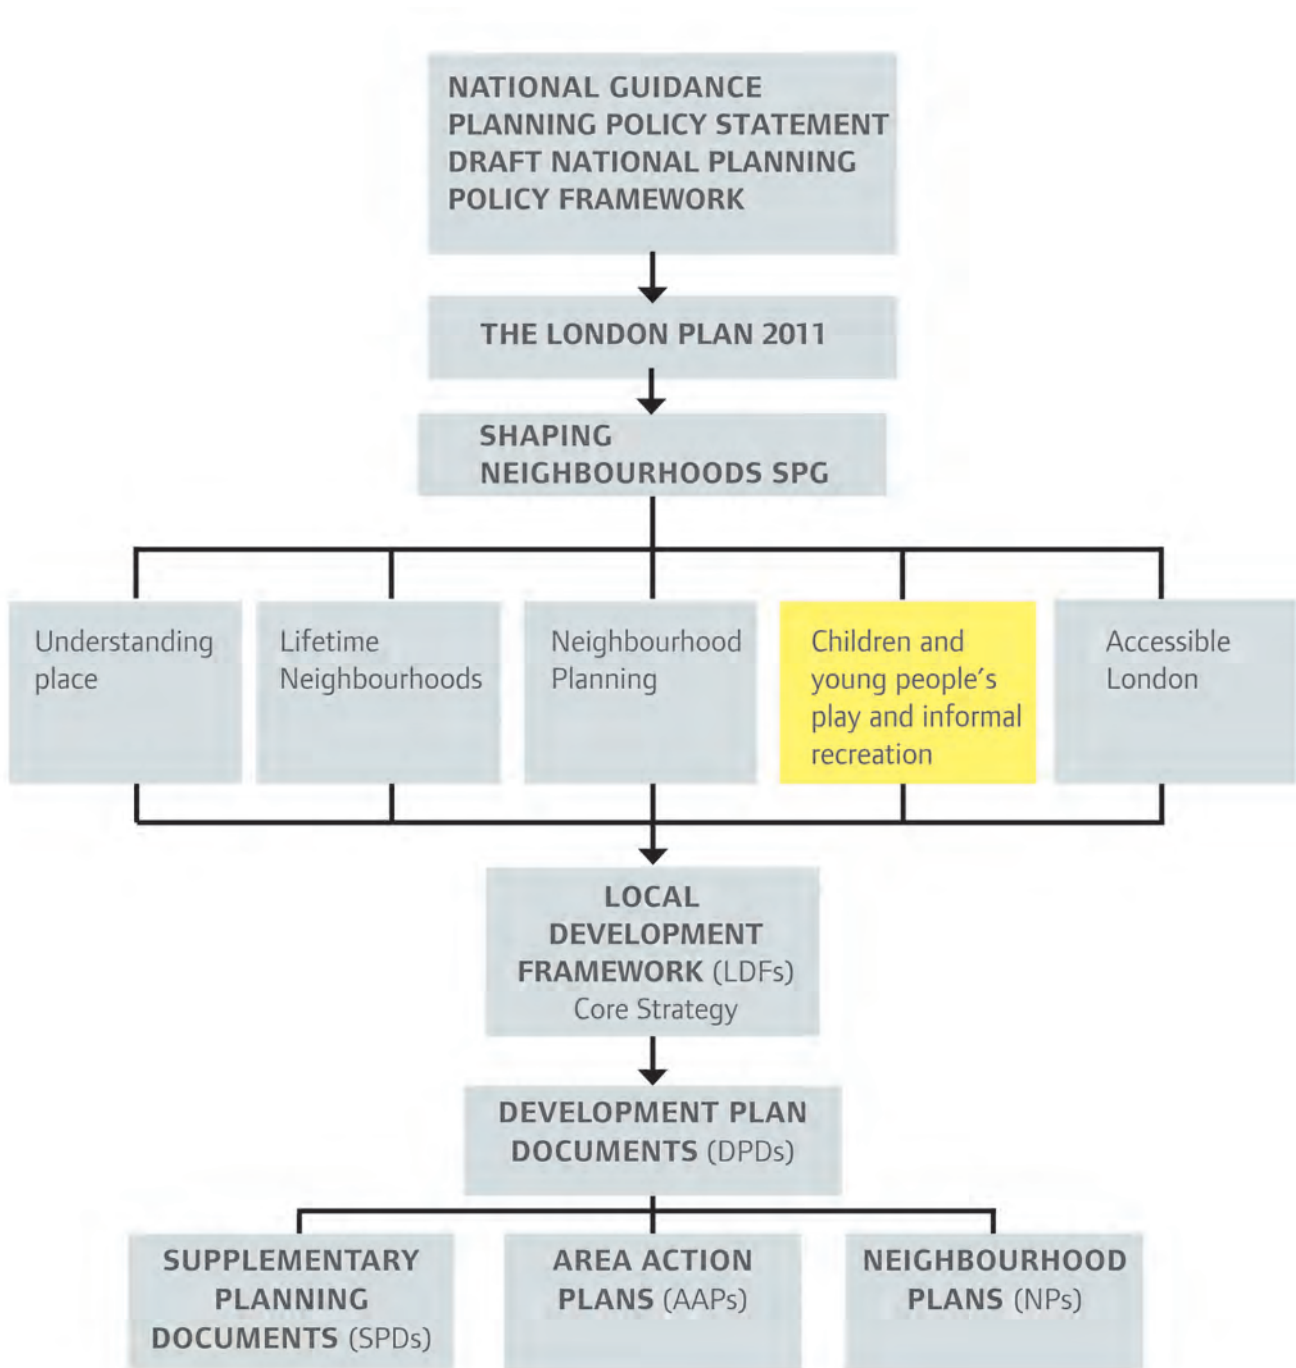 NATIONAL GUIDANCE
PLANNING POLICY STATEMENT
DRAFT NATIONAL PLANNING
POLICY FRAMEWORK
THE LONDON PLAN 2011
SHAPING
NEIGHBOURHOODS SPG
Understanding
place
Lifetime
Neighbourhoods
Neighbourhood
Planning
Children and
young people's
play and informal
recreation
Accessible
London
LOCAL
DEVELOPMENT
FRAMEWORK (LDFs)
Core Strategy
DEVELOPMENT PLAN
DOCUMENTS (DPDs)
SUPPLEMENTARY
PLANNING
DOCUMENTS (SPDs)
AREA ACTION
PLANS (AAPs)
NEIGHBOURHOOD
PLANS (NPs)